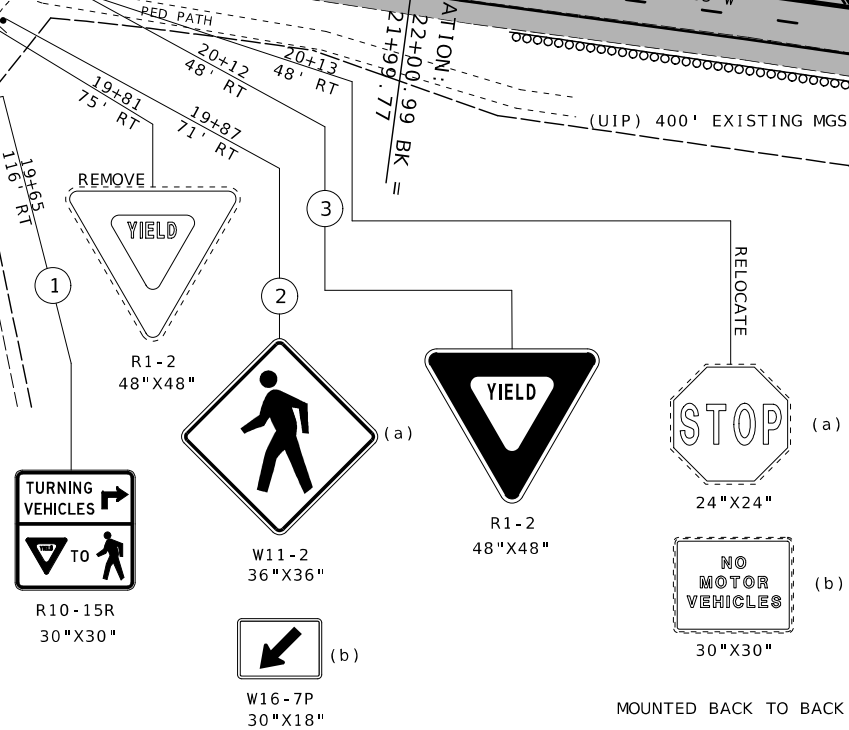 PED PATH
20+12
48' RT
20+13
48' RT
22+00.99 BK =
21+99.77
19+81
75' RT
19+87
71' RT
(UIP) 400' EXISTING MGS
19+65
116' RT
REMOVE
YIELD
R1-2
48"X48"
1
2
3
RELOCATE
(a)
YIELD
R1-2
48"X48"
STOP
(a)
24"X24"
TURNING
VEHICLES
YIELD
TO
R10-15R
30"X30"
W11-2
36"X36"
(b)
W16-7P
30"X18"
NO
MOTOR
VEHICLES
(b)
30"X30"
MOUNTED BACK TO BACK